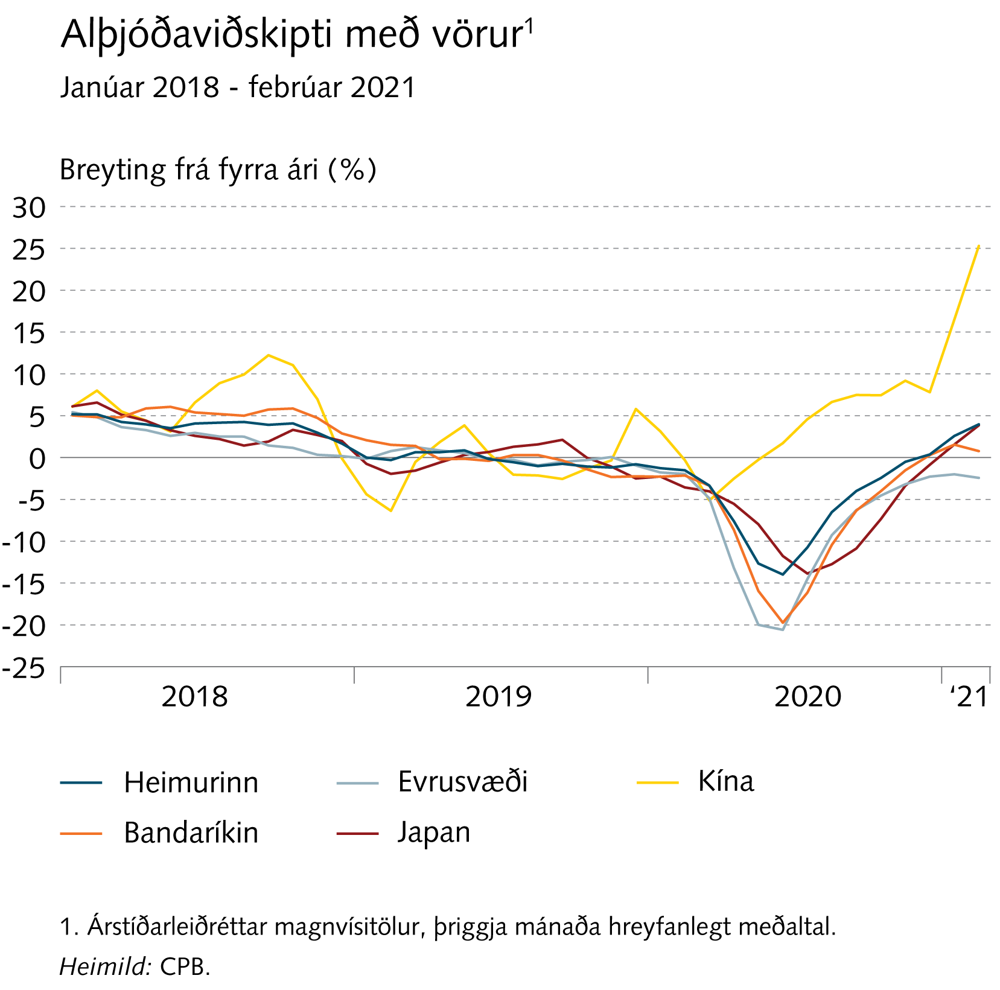 Alþjóðaviðskipti með vörur¹
Janúar 2018 - febrúar 2021
Breyting frá fyrra ári (%)
30
25
20
15
10
5
0
-5
-10
-15
-20
-25
2018 2019 2020 ‘21
Heimurinn Evrusvæði Kína
Bandaríkin Japan
1. Árstíðarleiðréttar magnvísitölur, þriggja mánaða hreyfanlegt meðaltal.
Heimild: CPB.